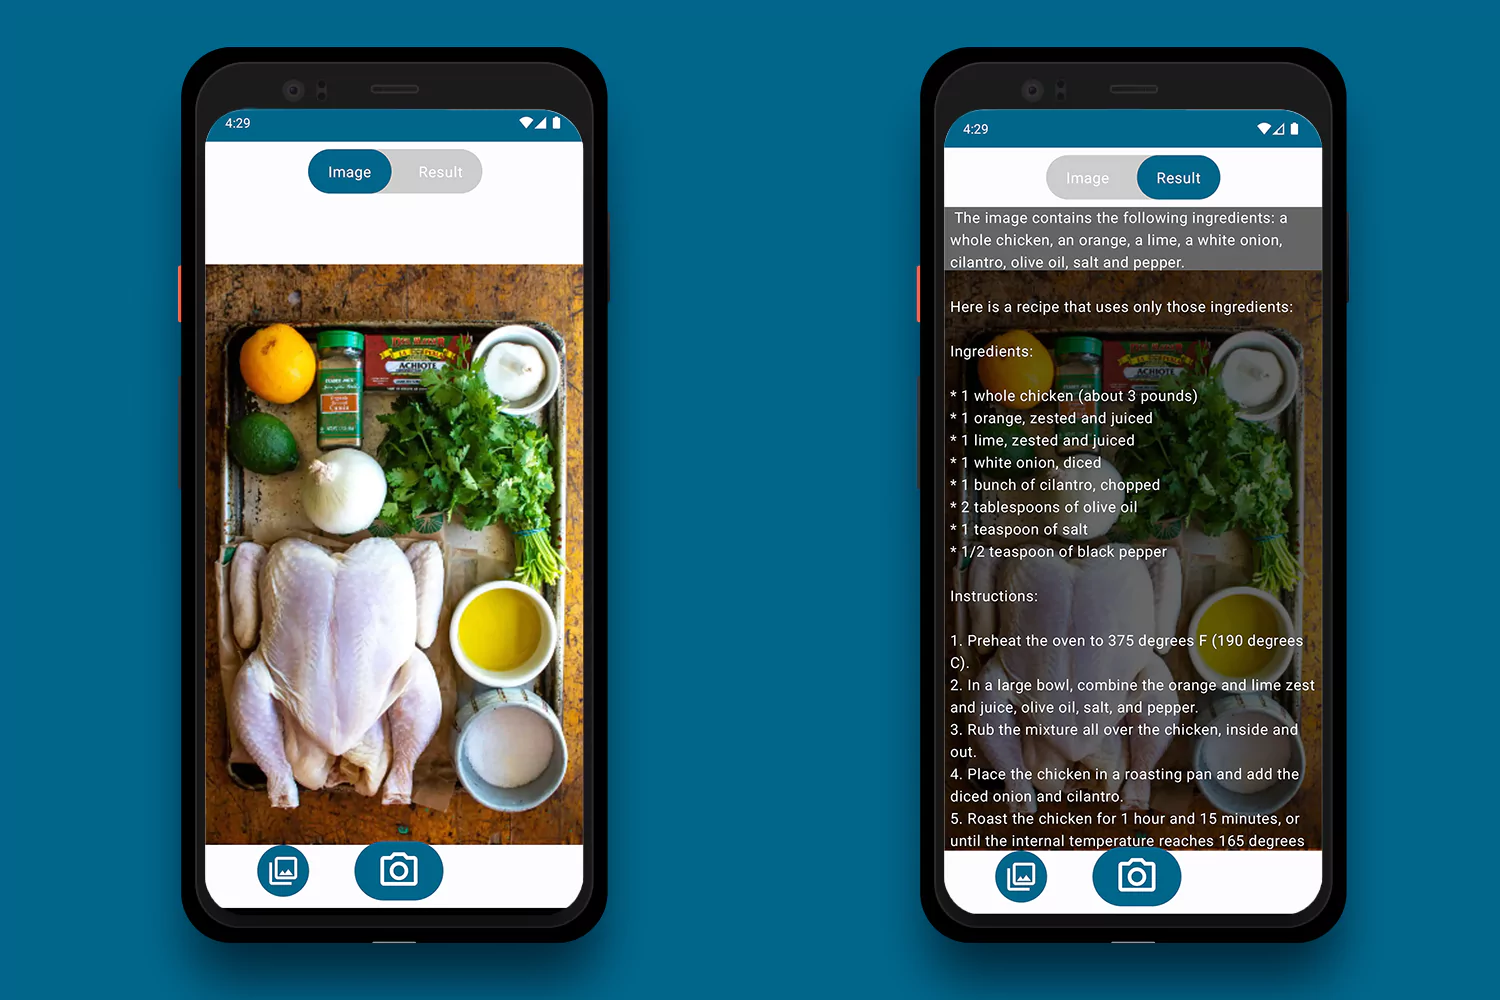 4:29
Image
Result
ACHIOTE
4:29
Image
Result
The image contains the following ingredients: a
whole chicken, an orange, a lime, a white onion,
cilantro, olive oil, salt and pepper.
Here is a recipe that uses only those ingredients:
Ingredients:
* 1 whole chicken (about 3 pounds)
* 1 orange, zested and juiced
* 1 lime, zested and juiced
* 1 white onion, diced
* 1 bunch of cilantro, chopped
* 2 tablespoons of olive oil
* 1 teaspoon of salt
* 1/2 teaspoon of black pepper
Instructions:
1. Preheat the oven to 375 degrees F (190 degrees
C).
2. In a large bowl, combine the orange and lime zest
and juice, olive oil, salt, and pepper.
3. Rub the mixture all over the chicken, inside and
out.
4. Place the chicken in a roasting pan and add the
diced onion and cilantro.
5. Roast the chicken for 1 hour and 15 minutes, or
until the internal temperature reaches 165 degrees